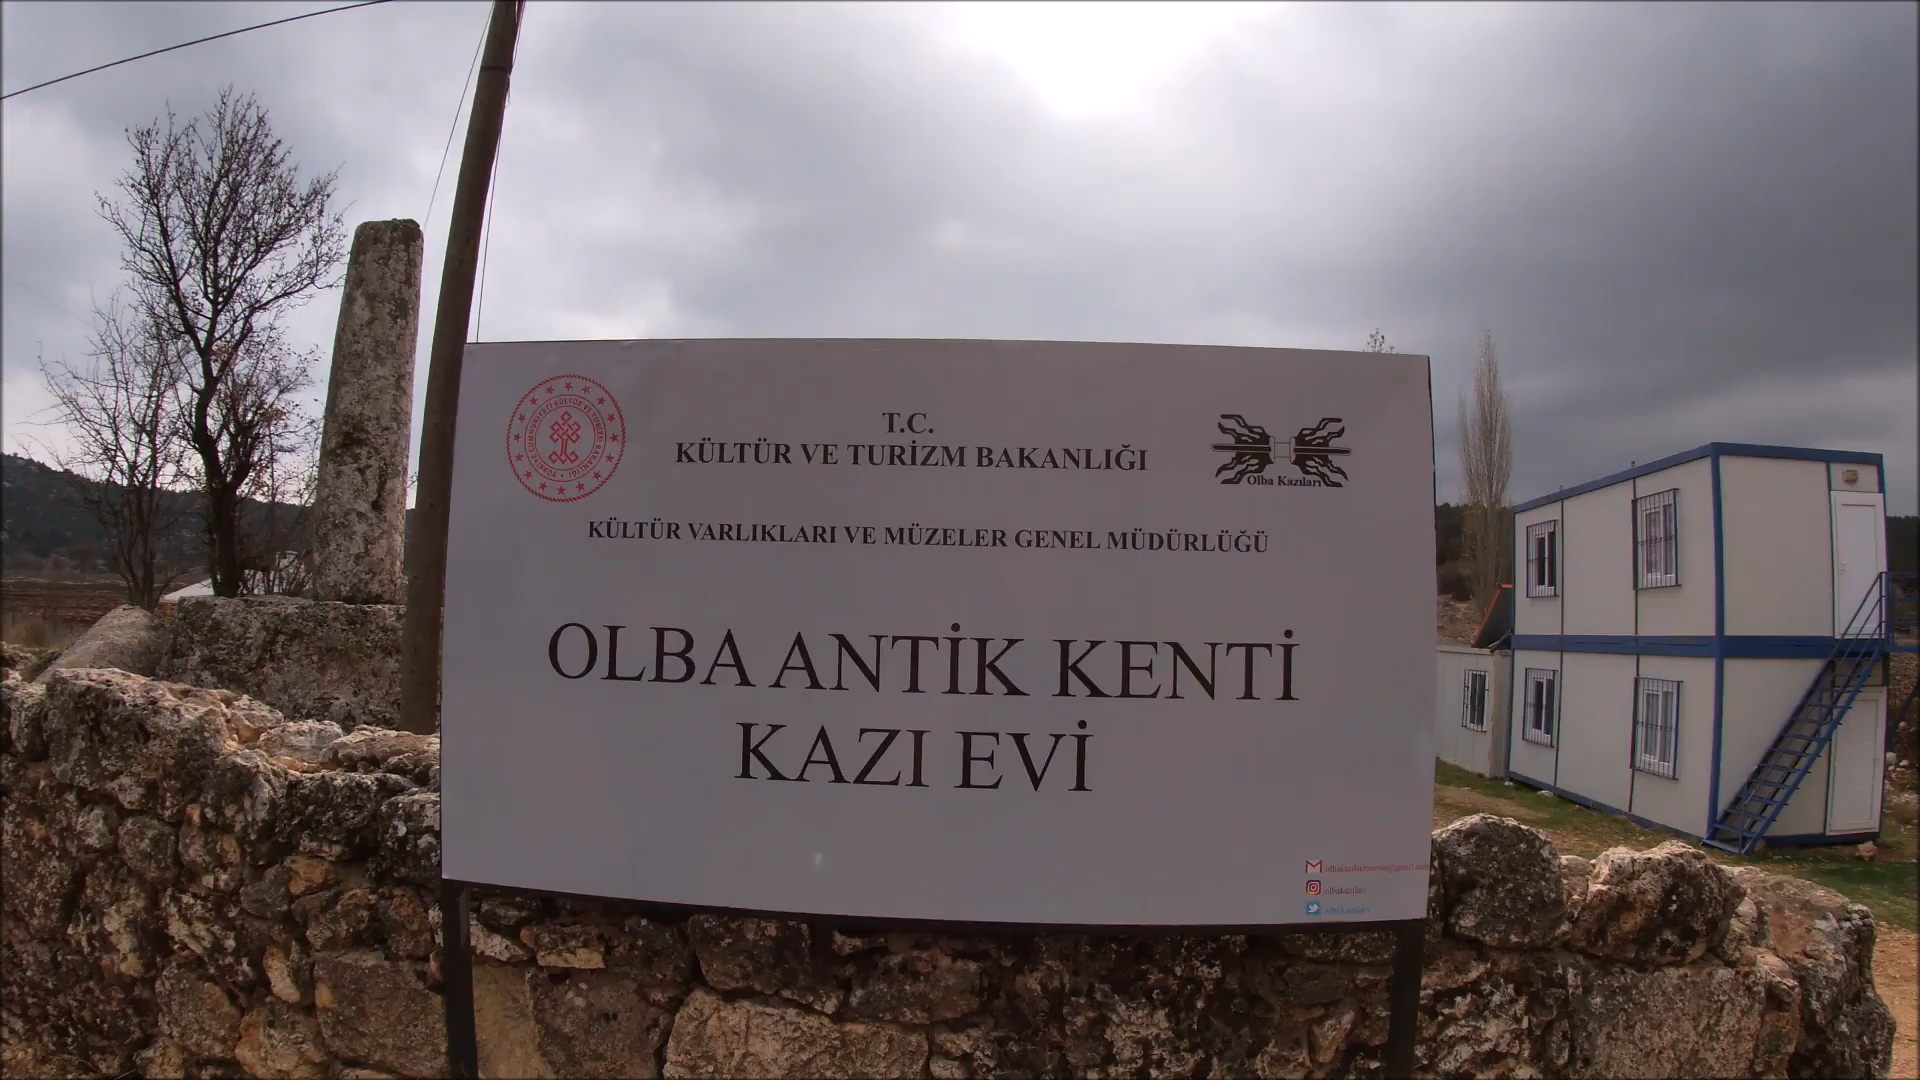 T.C.
KÜLTÜR VE TURİZM BAKANLIĞI
Olba Kazıları
KÜLTÜR VARLIKLARI VE MÜZELER GENEL MÜDÜRLÜĞÜ
OLBA ANTİK KENTİ
KAZI EVİ
olbakazilari